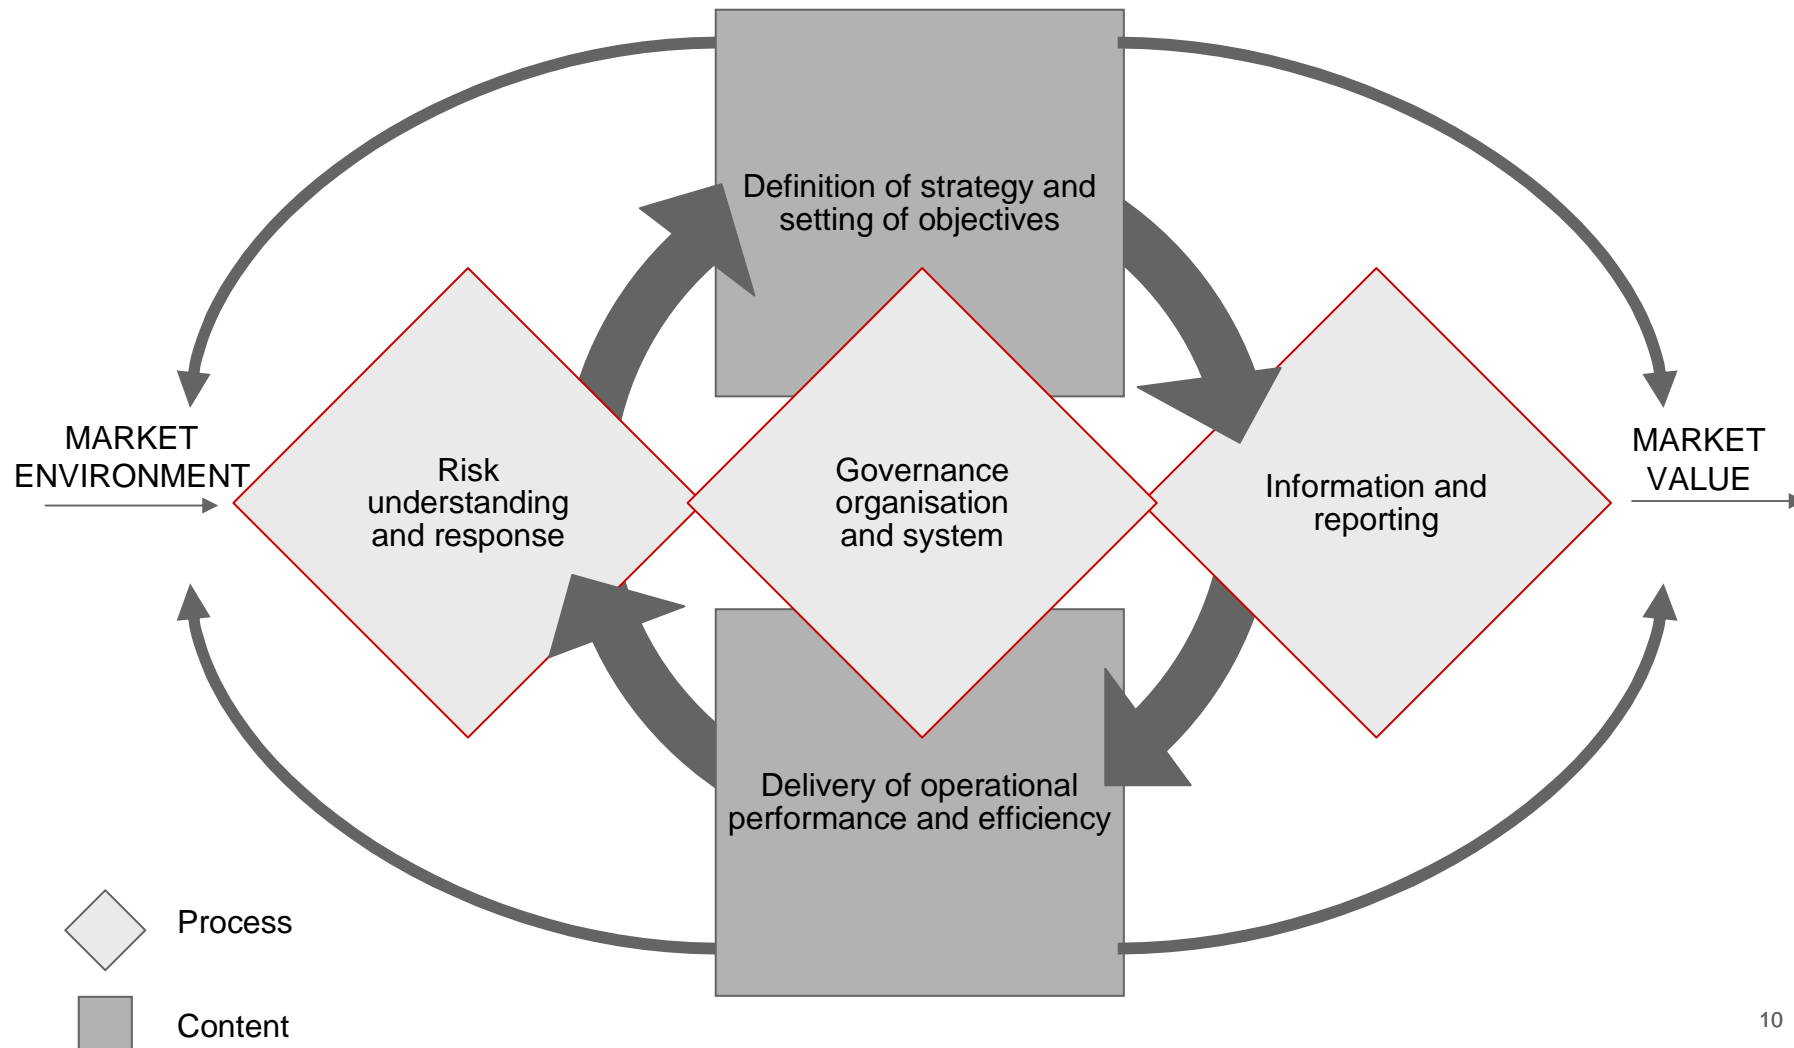 Definition of strategy and
setting of objectives
MARKET
ENVIRONMENT
Risk
understanding
and response
Governance
organisation
and system
Information and
reporting
MARKET
VALUE
Delivery of operational
performance and efficiency
Process
Content
10